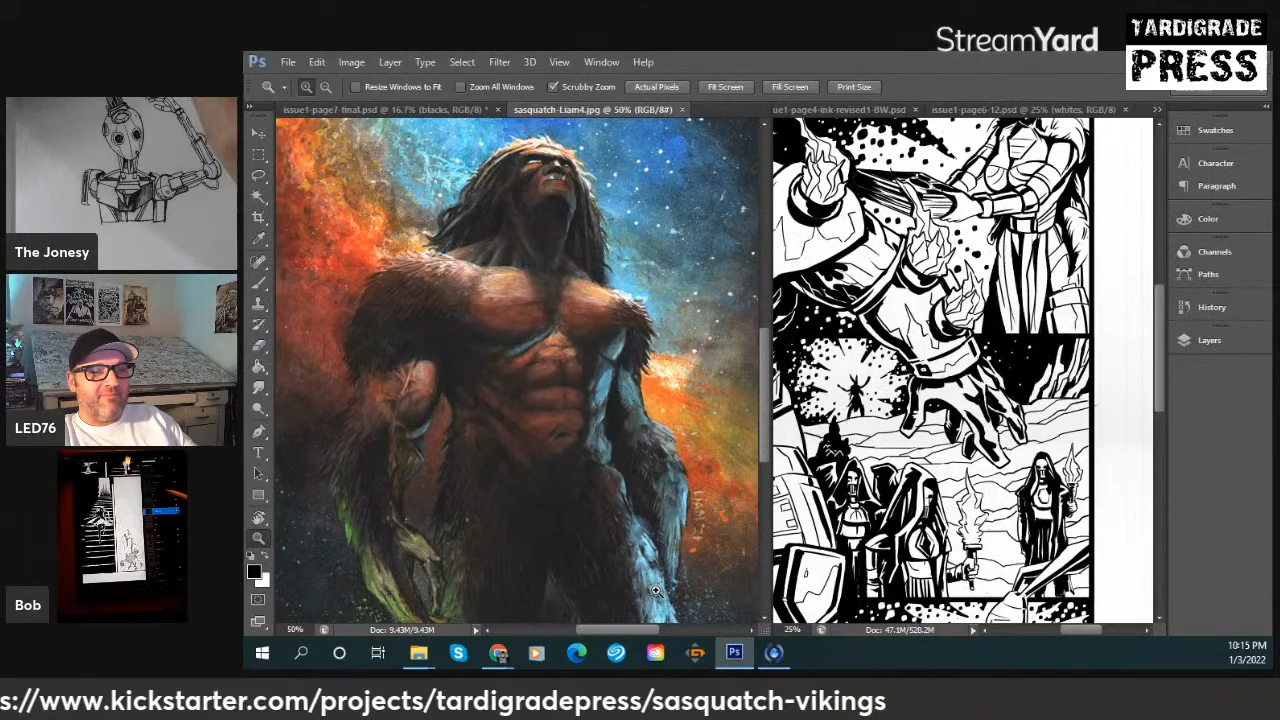 StreamYard
TARDIGRADE
PRESS
Ps File Edit Image Layer Type Select Filter 3D View Window Help
Resize Windows to Fit Zoom All Windows Scrubby Zoom Actual Pixels Fit Screen Fill Screen Print Size
issue1-page7-final.psd @ 16.7% (blacks, RGB/8) * × sasquatch-Liam4.jpg @ 50% (RGB/8#) × ue1-page4-ink-revised1-BW.psd × issue1-page6-12.psd @ 25% (whites, RGB/8) ×
Swatches
Character
Paragraph
Color
Channels
Paths
History
Layers
The Jonesy
LED76
Bob
50% Doc: 9.43M/9.43M
25% Doc: 47.1M/528.2M
10:15 PM
1/3/2022
s://www.kickstarter.com/projects/tardigradepress/sasquatch-vikings